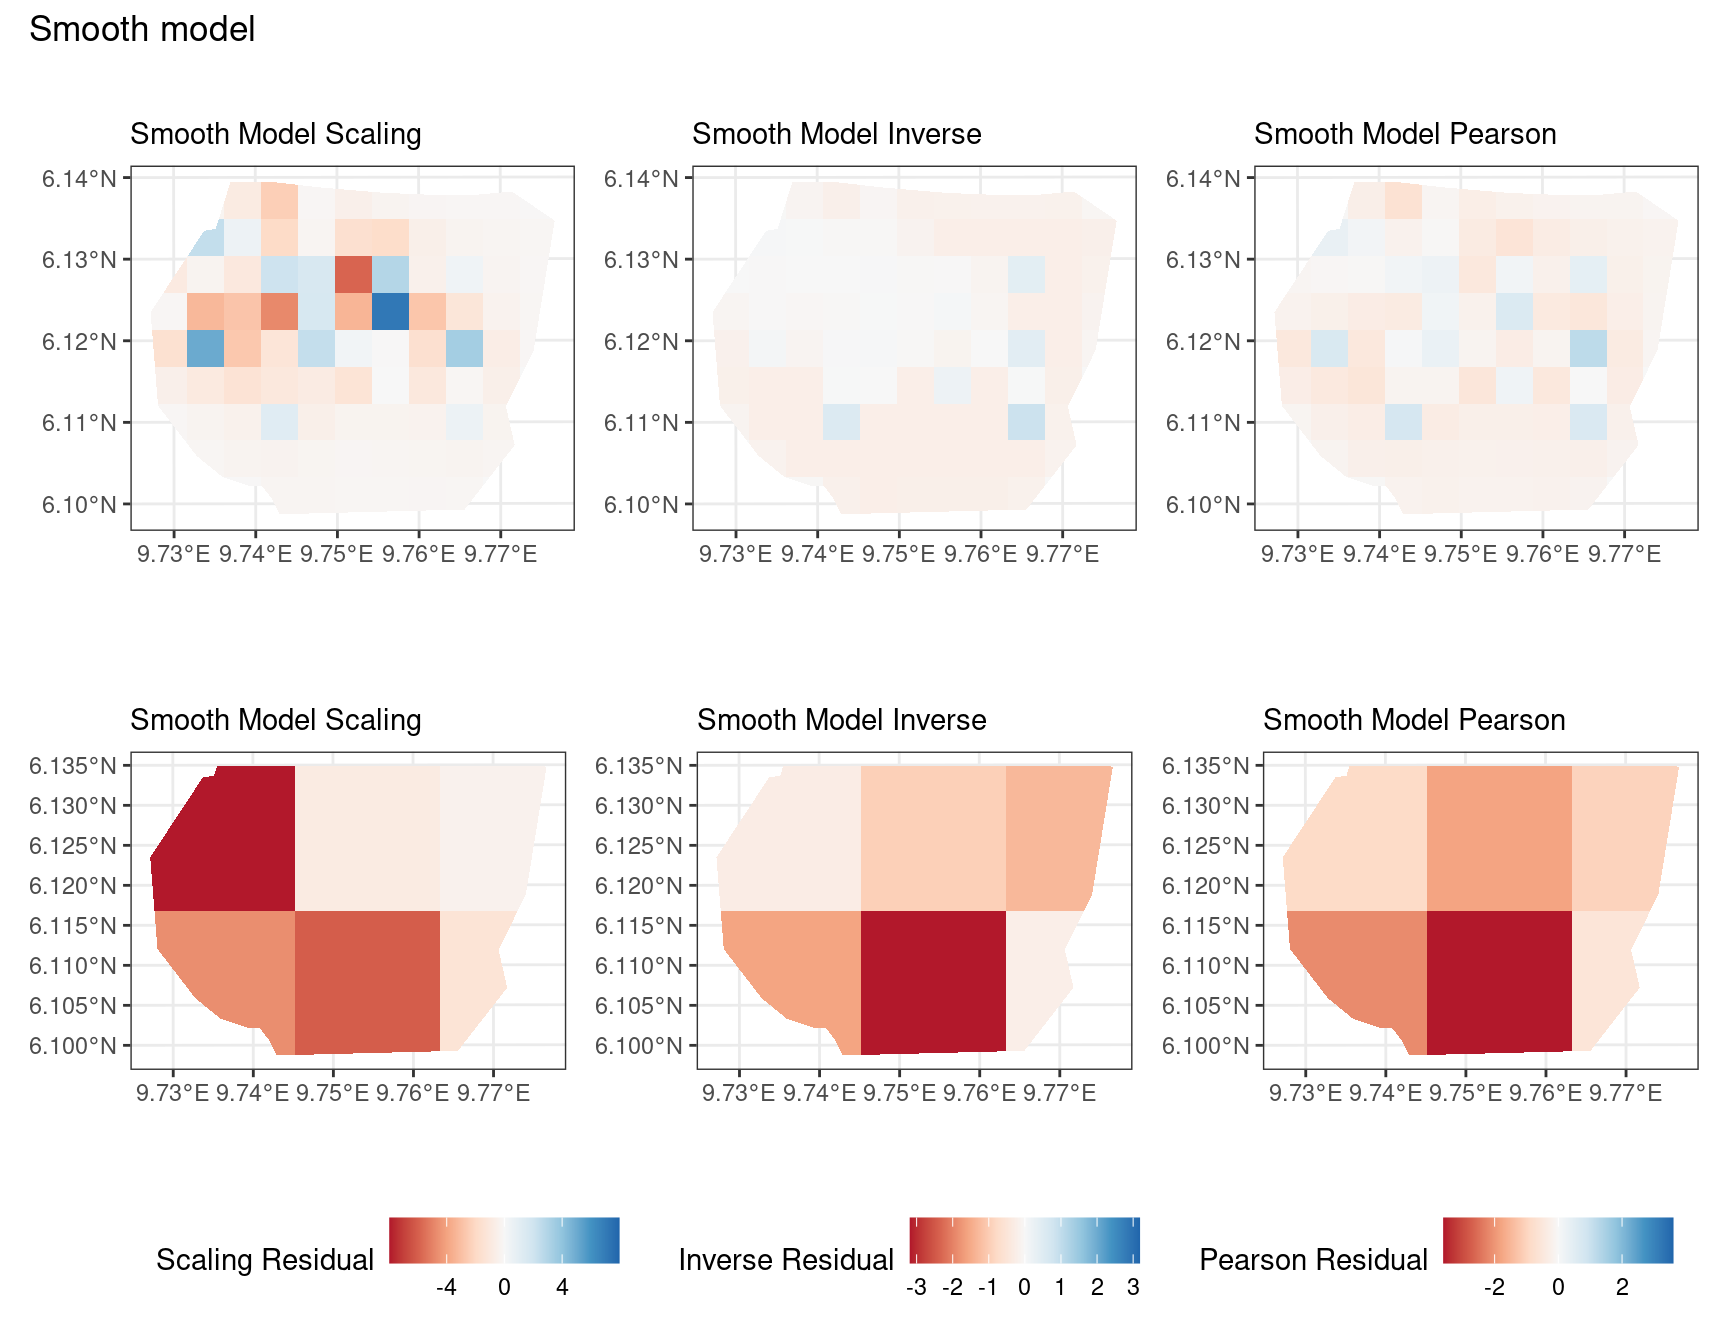 Smooth model
Smooth Model Scaling
Smooth Model Inverse
Smooth Model Pearson
6.14°N 6.14°N 6.14°N
6.13°N 6.13°N 6.13°N
6.12°N 6.12°N 6.12°N
6.11°N 6.11°N 6.11°N
6.10°N 6.10°N 6.10°N
9.73°E 9.74°E 9.75°E 9.76°E 9.77°E
9.73°E 9.74°E 9.75°E 9.76°E 9.77°E
9.73°E 9.74°E 9.75°E 9.76°E 9.77°E
Smooth Model Scaling
Smooth Model Inverse
Smooth Model Pearson
6.135°N 6.135°N 6.135°N
6.130°N 6.130°N 6.130°N
6.125°N 6.125°N 6.125°N
6.120°N 6.120°N 6.120°N
6.115°N 6.115°N 6.115°N
6.110°N 6.110°N 6.110°N
6.105°N 6.105°N 6.105°N
6.100°N 6.100°N 6.100°N
9.73°E 9.74°E 9.75°E 9.76°E 9.77°E
9.73°E 9.74°E 9.75°E 9.76°E 9.77°E
9.73°E 9.74°E 9.75°E 9.76°E 9.77°E
Scaling Residual
-4 0 4
Inverse Residual
-3 -2 -1 0 1 2 3
Pearson Residual
-2 0 2